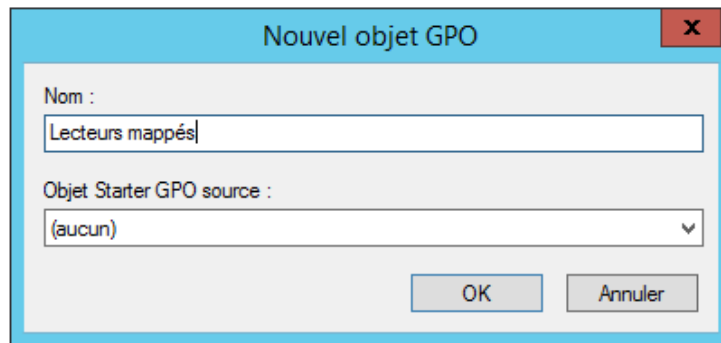 Nouvel objet GPO
x
Nom :
Lecteurs mappés
Objet Starter GPO source :
(aucun)
OK Annuler